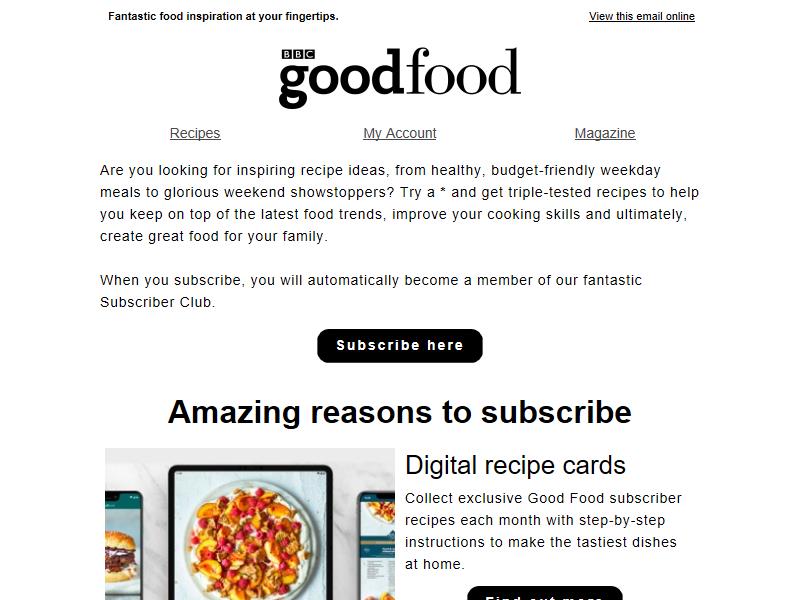 Fantastic food inspiration at your fingertips.
View this email online
BBC
goodfood
Recipes
My Account
Magazine
Are you looking for inspiring recipe ideas, from healthy, budget-friendly weekday
meals to glorious weekend showstoppers? Try a * and get triple-tested recipes to help
you keep on top of the latest food trends, improve your cooking skills and ultimately,
create great food for your family.
When you subscribe, you will automatically become a member of our fantastic
Subscriber Club.
Subscribe here
Amazing reasons to subscribe
Digital recipe cards
Collect exclusive Good Food subscriber
recipes each month with step-by-step
instructions to make the tastiest dishes
at home.
Find out more